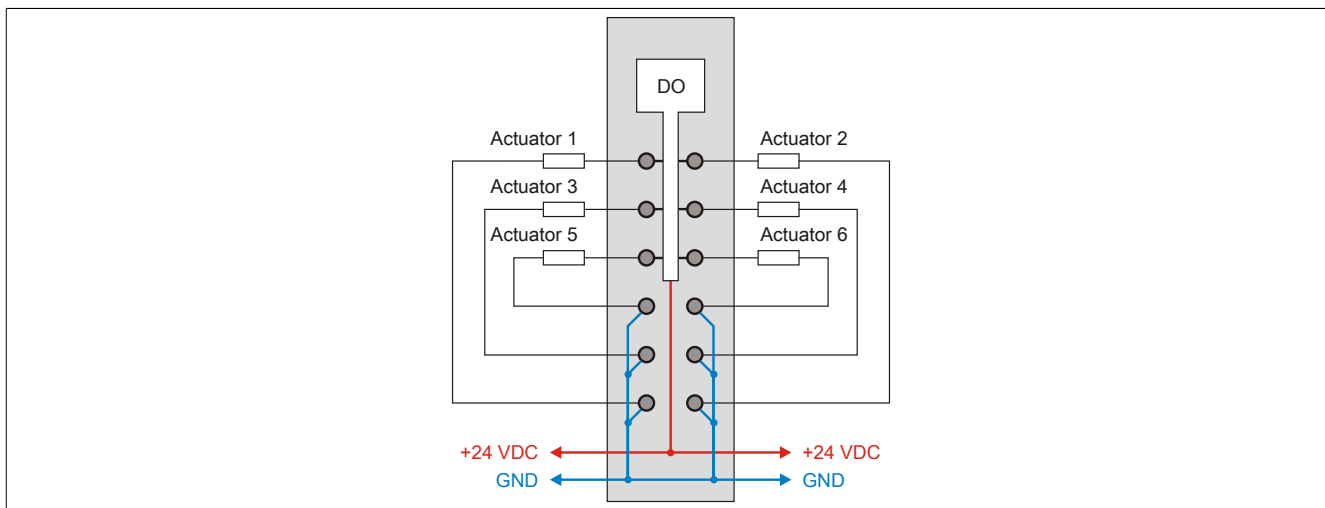 DO
Actuator 1
Actuator 2
Actuator 3
Actuator 4
Actuator 5
Actuator 6
+24 VDC
+24 VDC
GND
GND